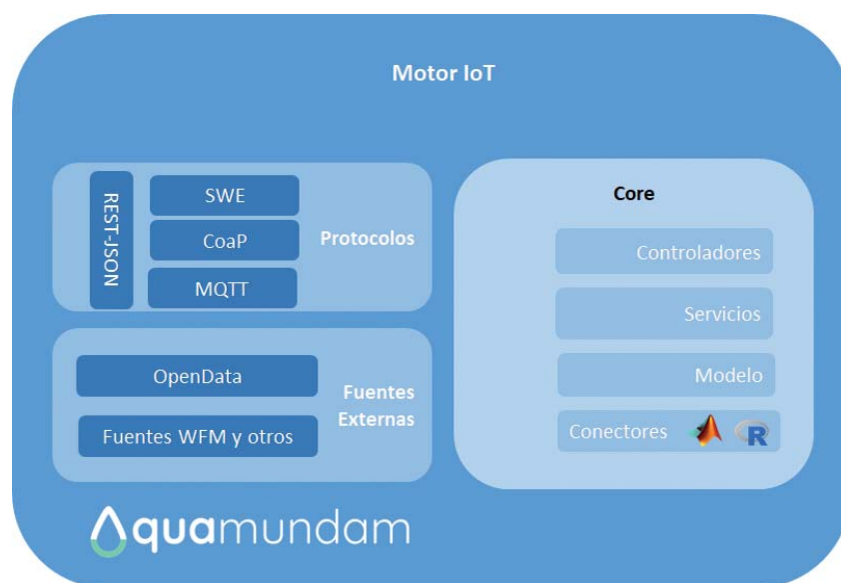 Motor IoT
REST-JSON
SWE
CoaP
MQTT
Protocolos
OpenData
Fuentes WFM y otros
Fuentes
Externas
Core
Controladores
Servicios
Modelo
Conectores
R
Aquamundam